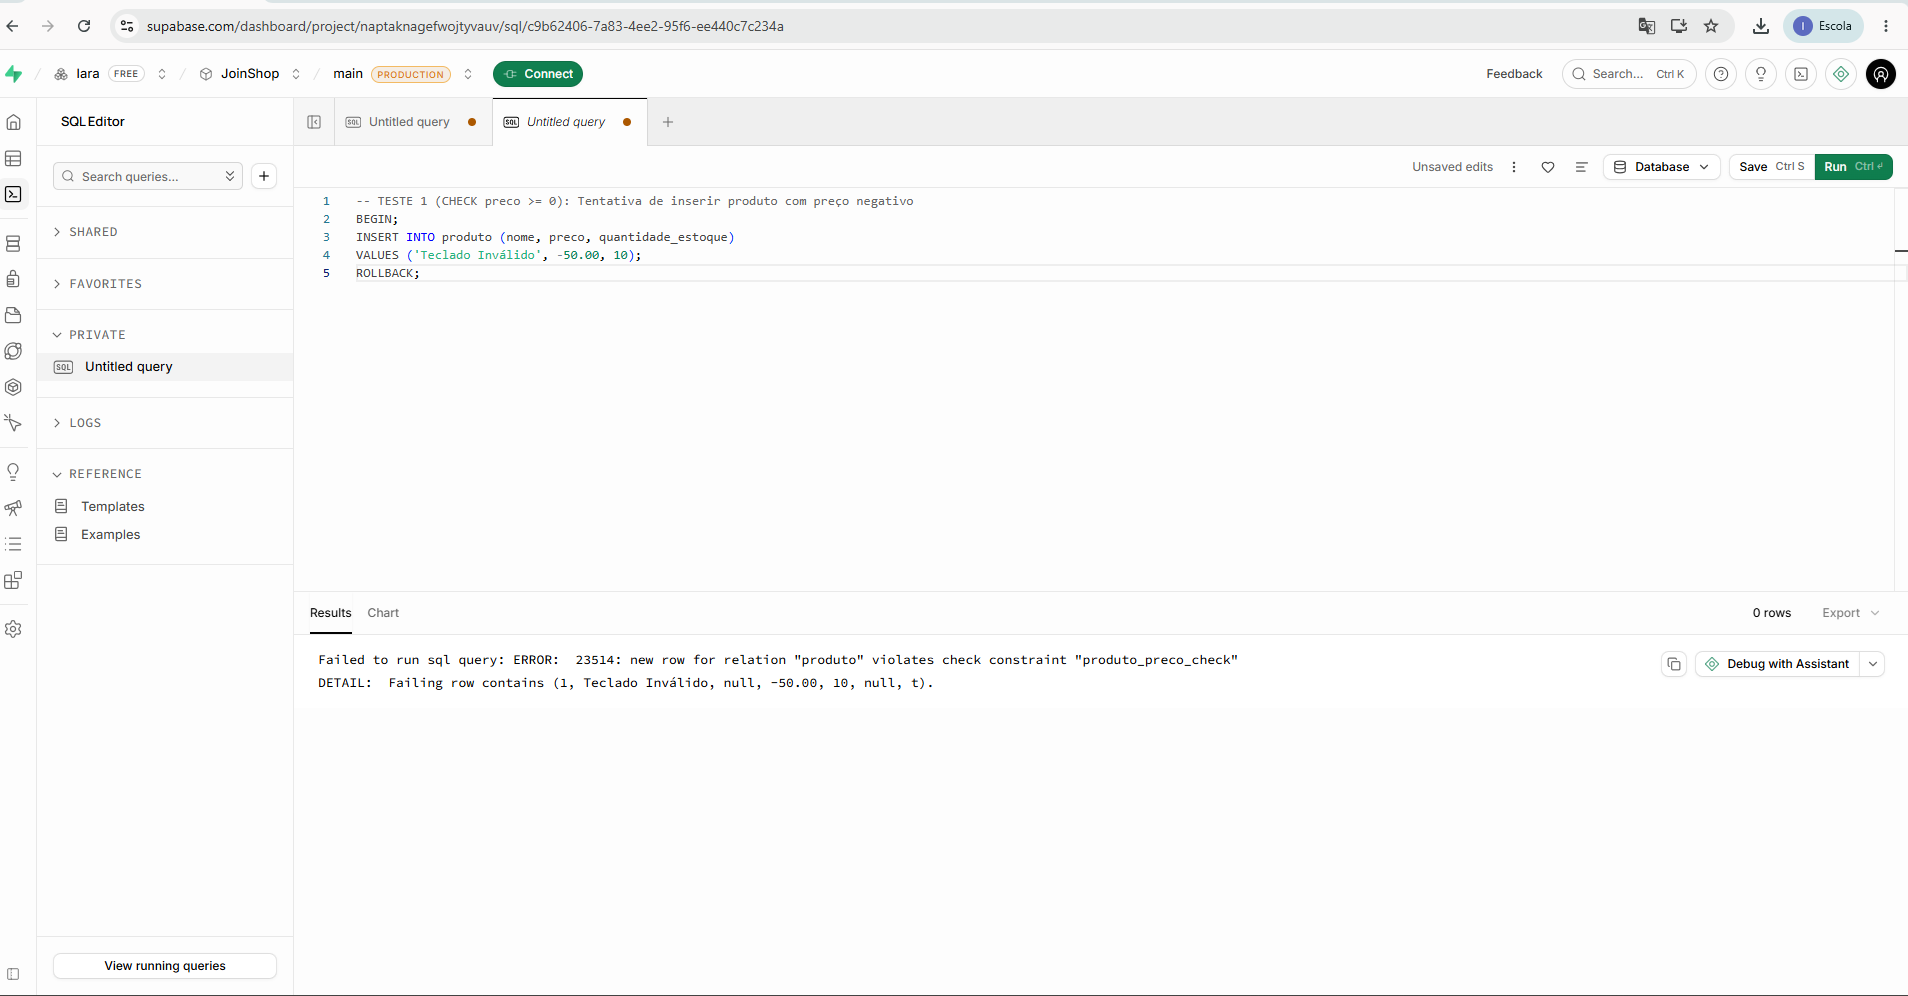 supabase.com/dashboard/project/naptaknagefwojtyvauv/sql/c9b62406-7a83-4ee2-95f6-ee440c7c234a
I
Escola
lara
FREE
JoinShop
main
PRODUCTION
Connect
Feedback
Search...
Ctrl K
SQL Editor
SQL Untitled query
SQL Untitled query
Search queries...
Unsaved edits
Database
Save Ctrl S
Run Ctrl
SHARED
FAVORITES
PRIVATE
SQL Untitled query
LOGS
REFERENCE
Templates
Examples
View running queries
1 -- TESTE 1 (CHECK preco >= 0): Tentativa de inserir produto com preço negativo
2 BEGIN;
3 INSERT INTO produto (nome, preco, quantidade_estoque)
4 VALUES ('Teclado Inválido', -50.00, 10);
5 ROLLBACK;
Results
Chart
0 rows
Export
Failed to run sql query: ERROR:  23514: new row for relation "produto" violates check constraint "produto_preco_check"
DETAIL:  Failing row contains (1, Teclado Inválido, null, -50.00, 10, null, t).
Debug with Assistant